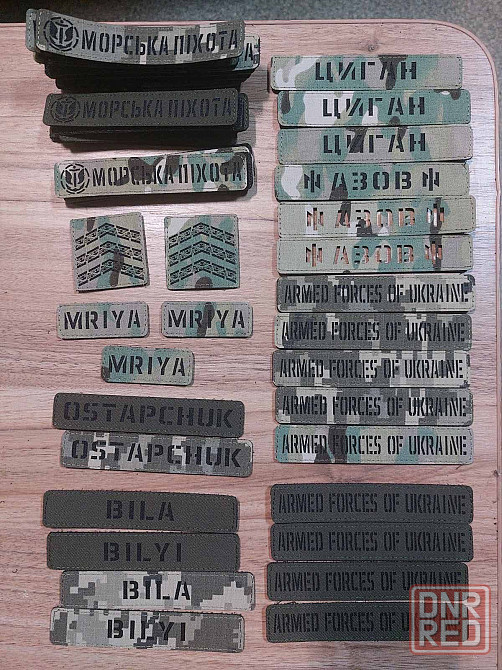 МОРСЬКА ПІХОТА
МОРСЬКА ПІХОТА
МОРСЬКА ПІХОТА
MRIYA
MRIYA
MRIYA
OSTAPCHUK
OSTAPCHUK
BILA
BILYI
BILA
BILYI
ЦИГАН
ЦИГАН
ЦИГАН
АЗОВ
АЗОВ
АЗОВ
ARMED FORCES OF UKRAINE
ARMED FORCES OF UKRAINE
ARMED FORCES OF UKRAINE
ARMED FORCES OF UKRAINE
ARMED FORCES OF UKRAINE
ARMED FORCES OF UKRAINE
ARMED FORCES OF UKRAINE
ARMED FORCES OF UKRAINE
ARMED FORCES OF UKRAINE
DNR
RED